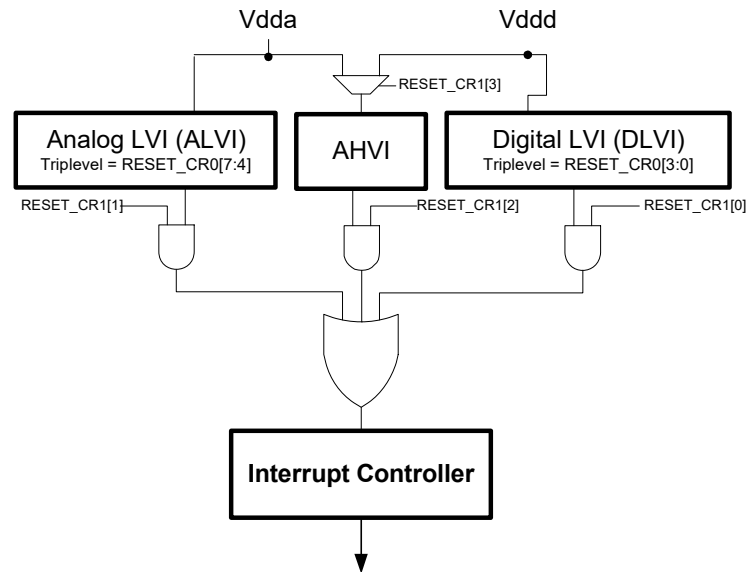 Vdda
Vddd
RESET_CR1[3]
Analog LVI (ALVI)
Triplevel = RESET_CR0[7:4]
AHVI
Digital LVI (DLVI)
Triplevel = RESET_CR0[3:0]
RESET_CR1[1]
RESET_CR1[2]
RESET_CR1[0]
Interrupt Controller